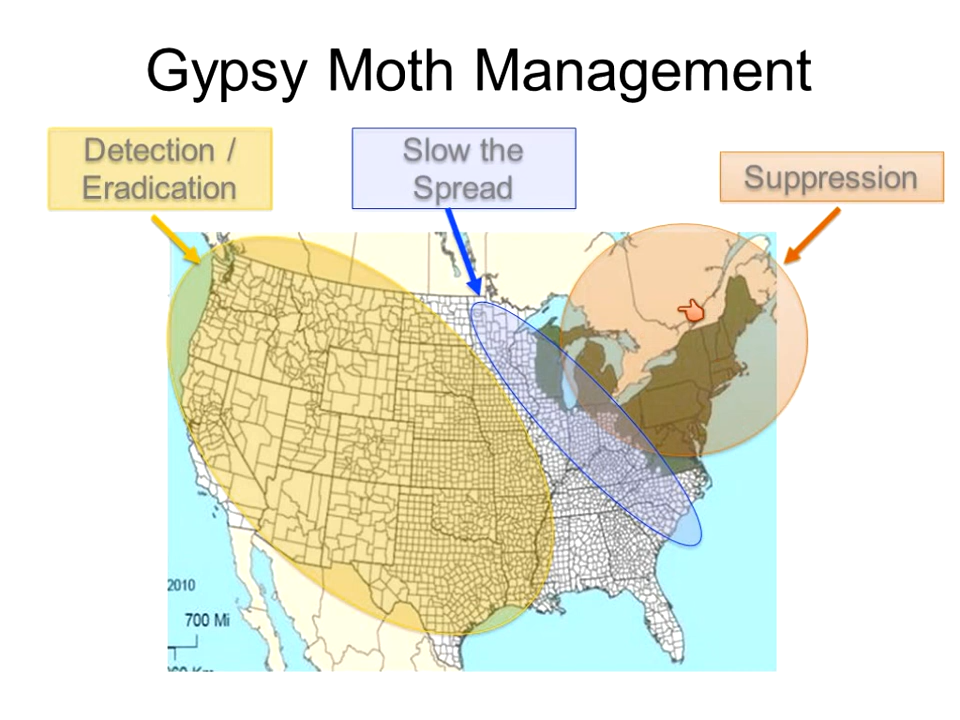 Gypsy Moth Management
Detection /
Eradication
Slow the
Spread
Suppression
2010
700 Mi